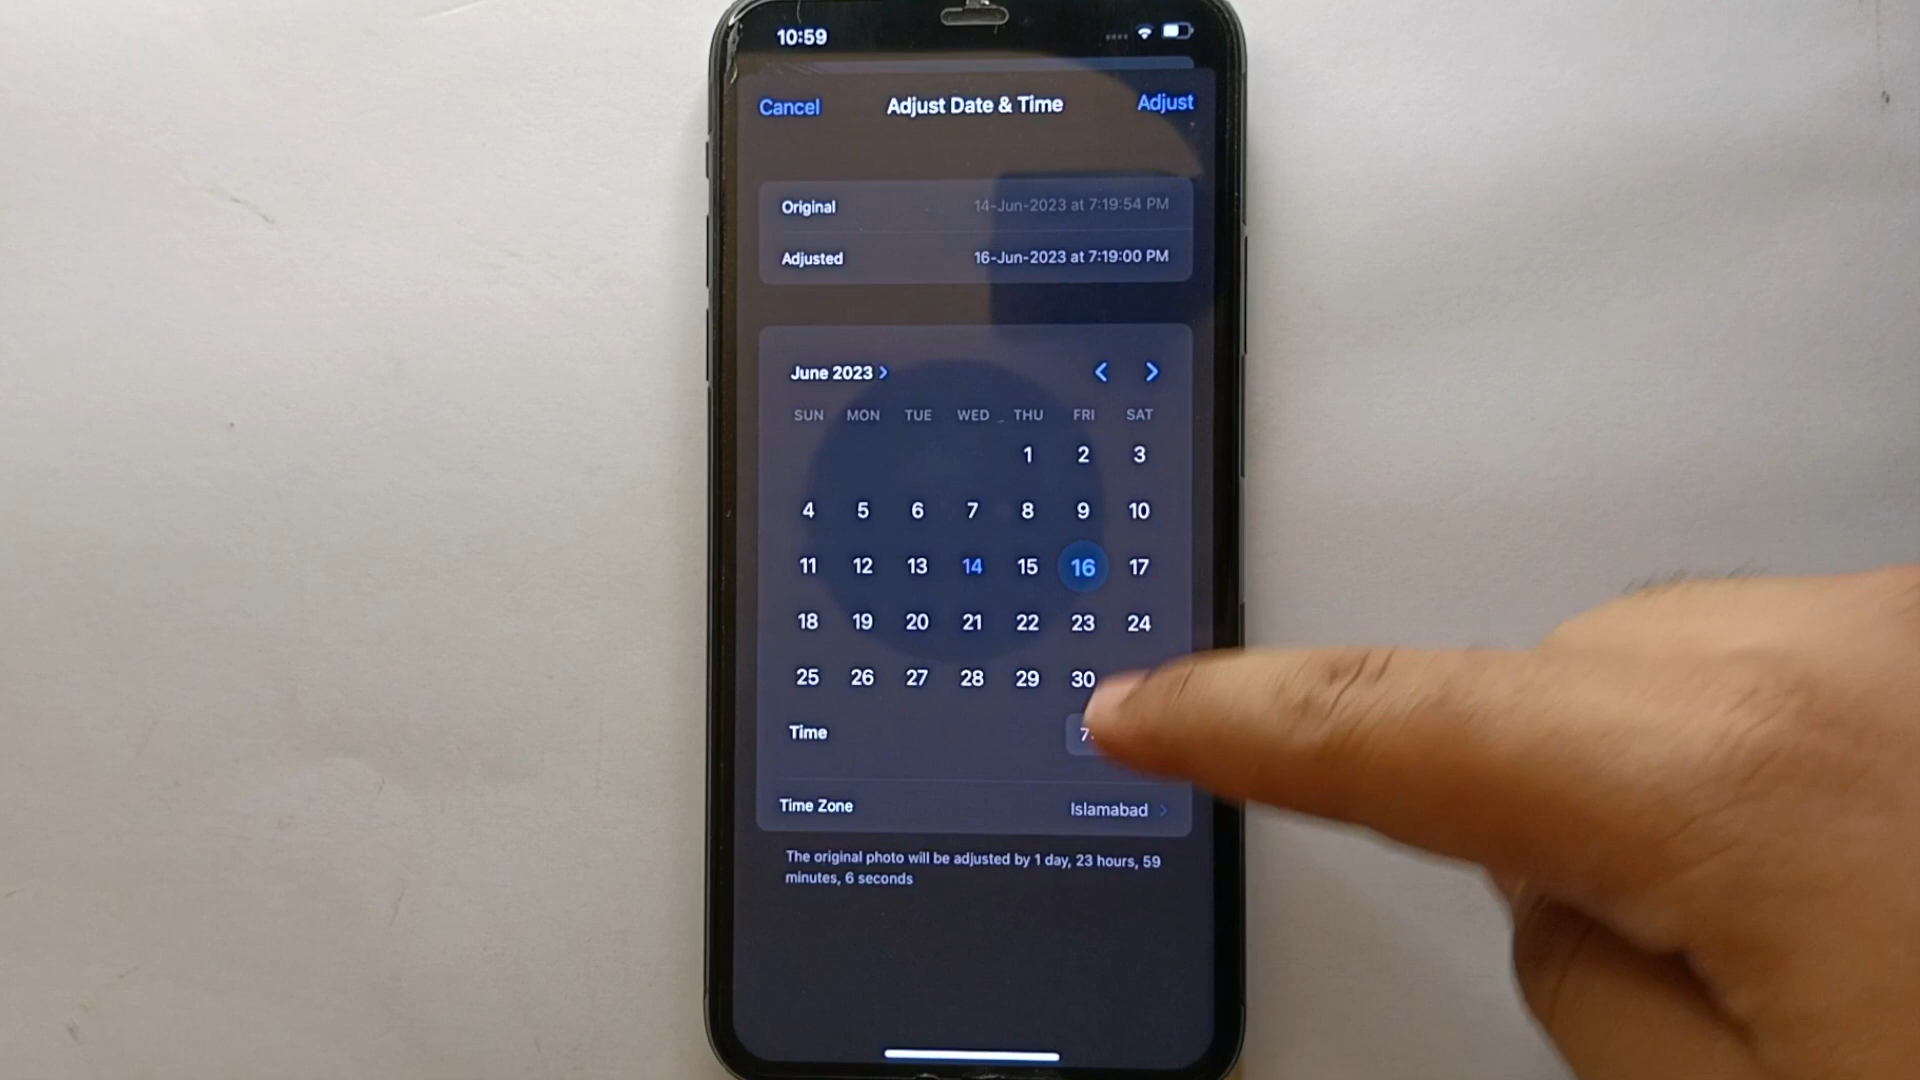 10:59
Cancel Adjust Date & Time Adjust
Original 14-Jun-2023 at 7:19:54 PM
Adjusted 16-Jun-2023 at 7:19:00 PM
June 2023 >
SUN MON TUE WED THU FRI SAT
1 2 3
4 5 6 7 8 9 10
11 12 13 14 15 16 17
18 19 20 21 22 23 24
25 26 27 28 29 30
Time
Time Zone Islamabad >
The original photo will be adjusted by 1 day, 23 hours, 59
minutes, 6 seconds